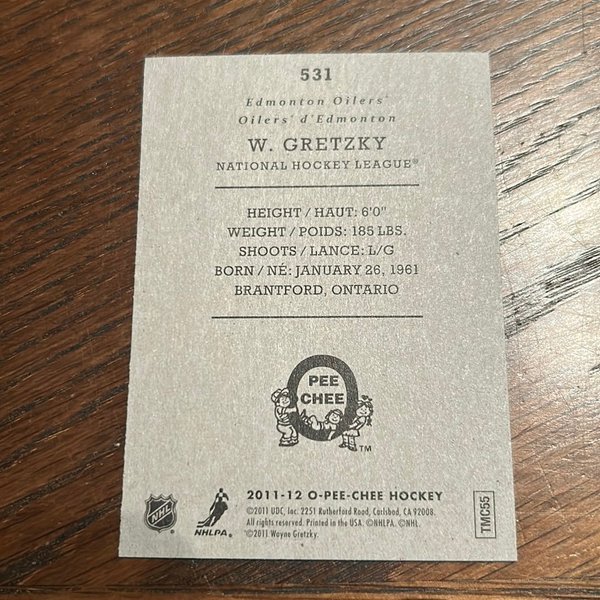 531
Edmonton Oilers®
Oilers® d'Edmonton
W. GRETZKY
NATIONAL HOCKEY LEAGUE®
HEIGHT / HAUT: 6'0"
WEIGHT / POIDS: 185 LBS.
SHOOTS / LANCE: L/G
BORN / NÉ: JANUARY 26, 1961
BRANTFORD, ONTARIO
PEE
CHEE
TM
2011-12 O-PEE-CHEE HOCKEY
©2011 UDC, Inc. 2251 Rutherford Road, Carlsbad, CA 92008.
All rights reserved. Printed in the USA. ©NHLPA. ©NHL.
©2011 Wayne Gretzky.
NHL
NHLPA.
TMC55